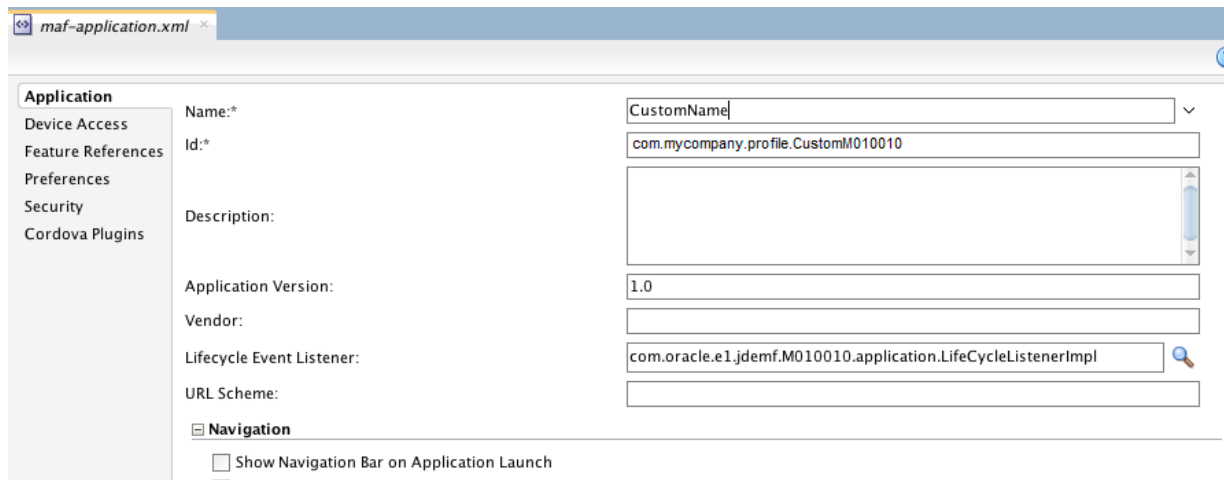 maf-application.xml
Application
Device Access
Feature References
Preferences
Security
Cordova Plugins
Name:* CustomName
Id:* com.mycompany.profile.CustomM010010
Description:
Application Version: 1.0
Vendor:
Lifecycle Event Listener: com.oracle.e1.jdemf.M010010.application.LifeCycleListenerImpl
URL Scheme:
Navigation
Show Navigation Bar on Application Launch